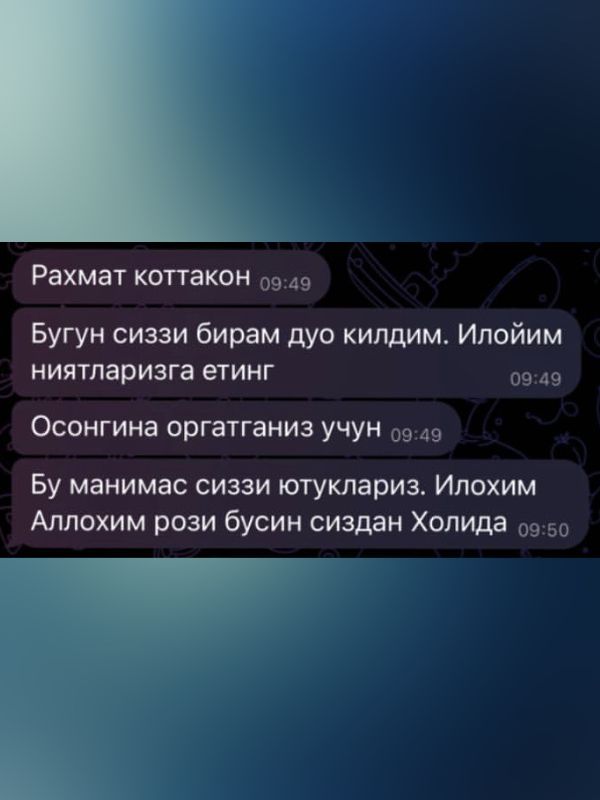 Рахмат коттакон 09:49
Бугун сиззи бирам дуо килдим. Илойим
ниятларизга етинг 09:49
Осонгина оргатганиз учун 09:49
Бу манимас сиззи ютуклариз. Илохим
Аллохим рози бусин сиздан Холида 09:50